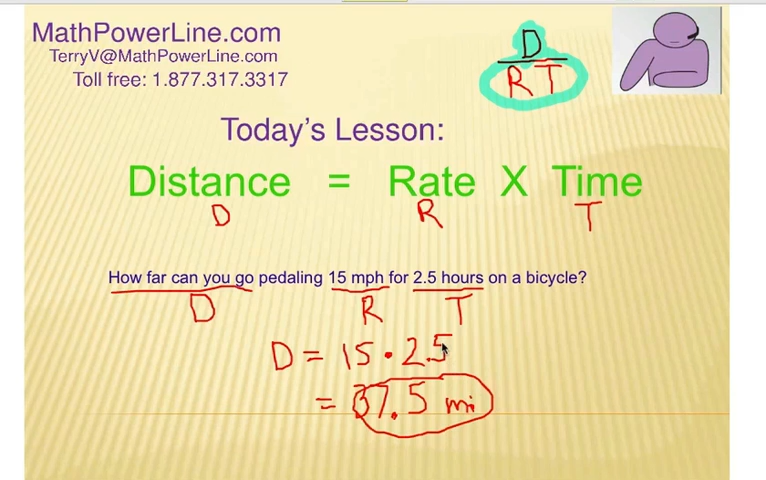 MathPowerLine.com
TerryV@MathPowerLine.com
Toll free: 1.877.317.3317
D
R T
Today's Lesson:
Distance = Rate X Time
D R T
How far can you go pedaling 15 mph for 2.5 hours on a bicycle?
D R T
D = 15 · 2.5
= 37.5 mi